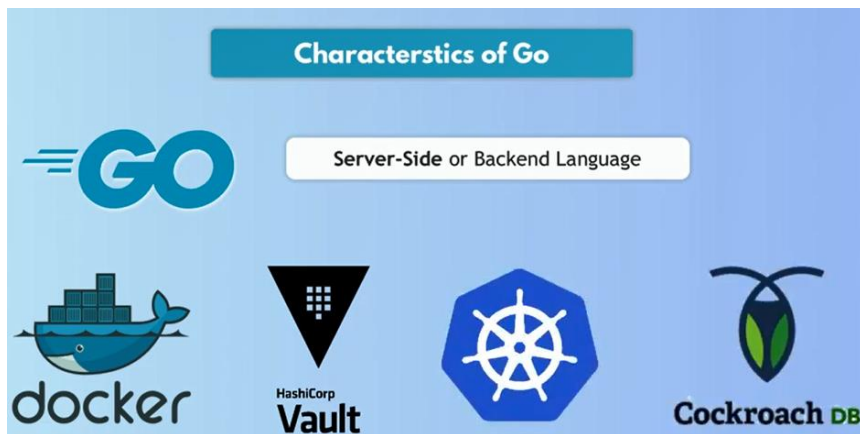 Characterstics of Go
GO
Server-Side or Backend Language
docker
HashiCorp
Vault
Cockroach DB